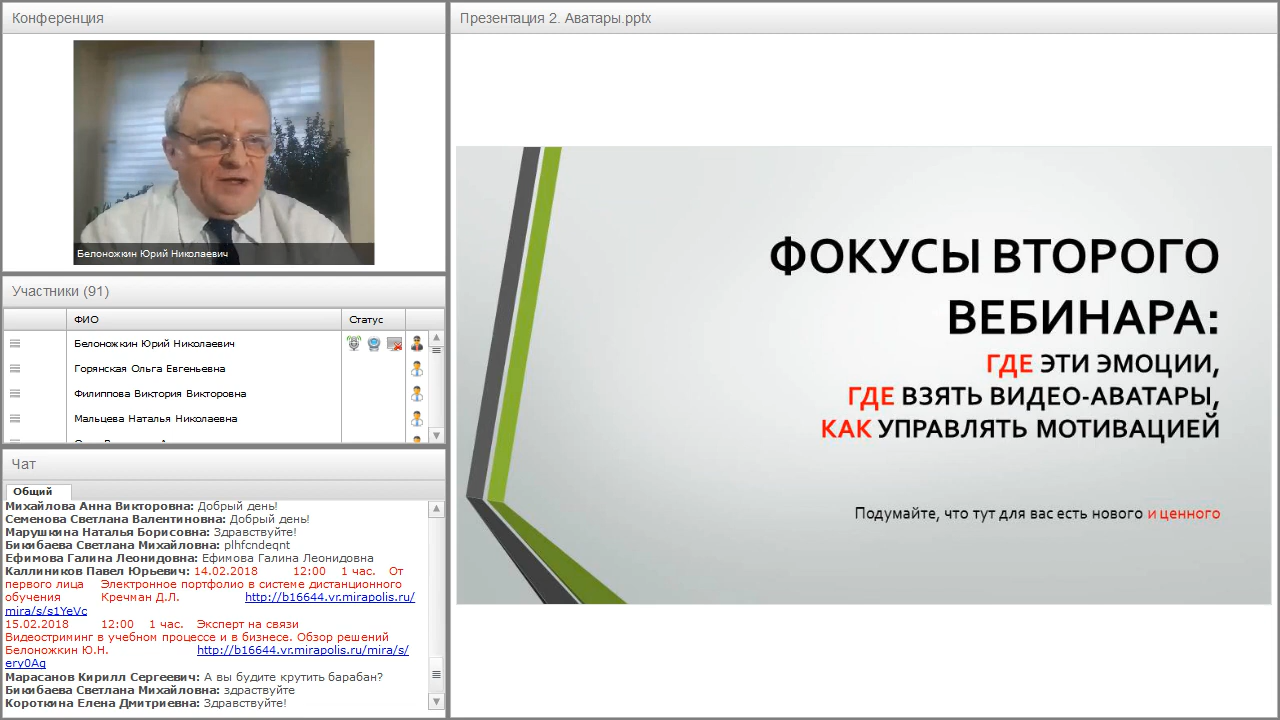 Конференция
Белоножкин Юрий Николаевич
Участники (91)
ФИО
Статус
Белоножкин Юрий Николаевич
Горянская Ольга Евгеньевна
Филиппова Виктория Викторовна
Мальцева Наталья Николаевна
Чат
Общий
Михайлова Анна Викторовна: Добрый день!
Семенова Светлана Валентиновна: Добрый день!
Марушкина Наталья Борисовна: Здравствуйте!
Бикибаева Светлана Михайловна: plhfcndeqnt
Ефимова Галина Леонидовна: Ефимова Галина Леонидовна
Каллиников Павел Юрьевич: 14.02.2018 12:00 1 час. От
первого лица Электронное портфолио в системе дистанционного
обучения Кречман Д.Л. http://b16644.vr.mirapolis.ru/
mira/s/s1YeVc
15.02.2018 12:00 1 час. Эксперт на связи
Видеостриминг в учебном процессе и в бизнесе. Обзор решений
Белоножкин Ю.Н. http://b16644.vr.mirapolis.ru/mira/s/
ery0Ag
Марасанов Кирилл Сергеевич: А вы будите крутить барабан?
Бикибаева Светлана Михайловна: здраствуйте
Короткина Елена Дмитриевна: Здравствуйте!
Презентация 2. Аватары.pptx
ФОКУСЫ ВТОРОГО
ВЕБИНАРА:
ГДЕ ЭТИ ЭМОЦИИ,
ГДЕ ВЗЯТЬ ВИДЕО-АВАТАРЫ,
КАК УПРАВЛЯТЬ МОТИВАЦИЕЙ
Подумайте, что тут для вас есть нового и ценного